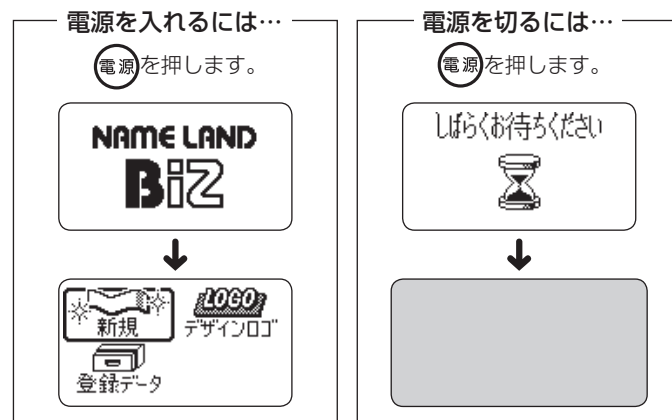 電源を入れるには…
電源を押します。
NAME LAND
BiZ
新規
LOGO
デザインロゴ
登録データ
電源を切るには…
電源を押します。
しばらくお待ちください